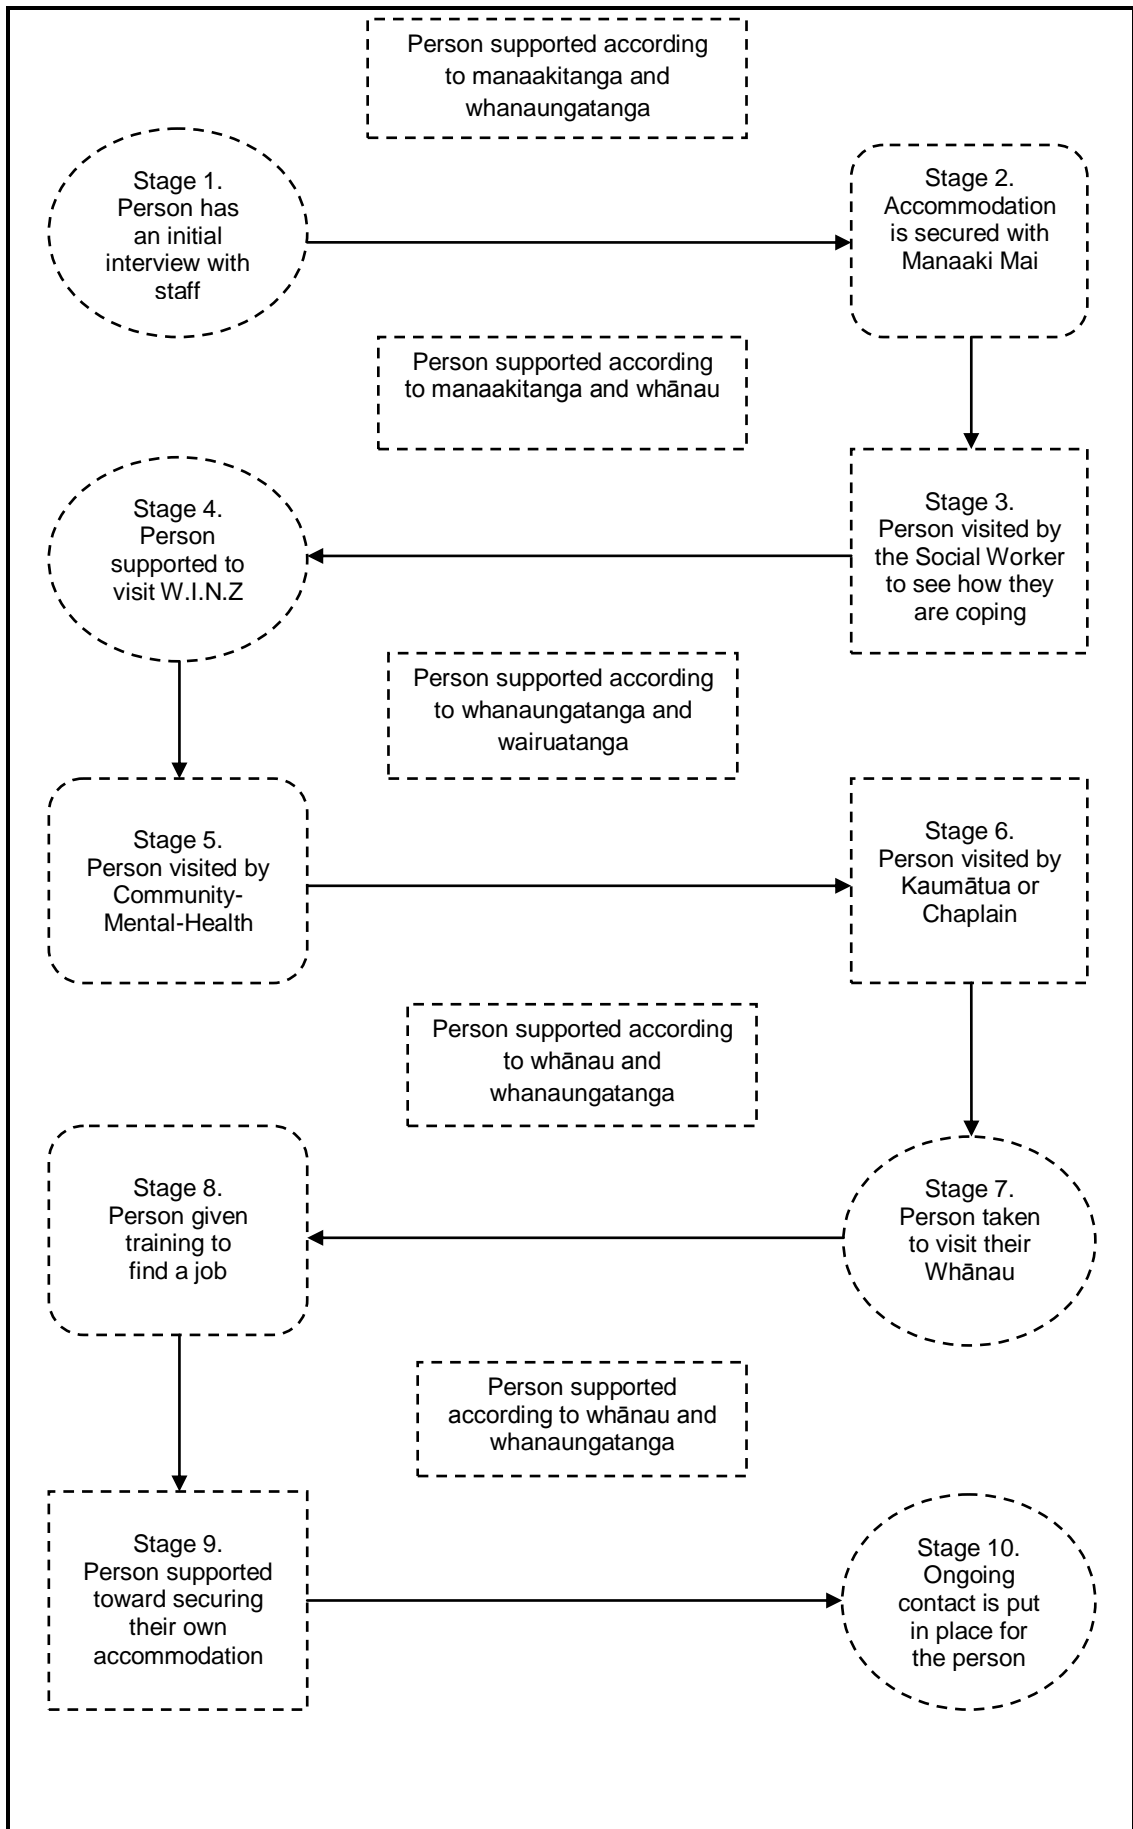 Person supported according
to manaakitanga and
whanaungatanga
Stage 1.
Person has
an initial
interview with
staff
Stage 2.
Accommodation
is secured with
Manaaki Mai
Person supported according
to manaakitanga and whānau
Stage 3.
Person visited by
the Social Worker
to see how they
are coping
Stage 4.
Person
supported to
visit W.I.N.Z
Person supported according
to whanaungatanga and
wairuatanga
Stage 5.
Person visited by
Community-
Mental-Health
Stage 6.
Person visited by
Kaumātua or
Chaplain
Person supported according
to whānau and
whanaungatanga
Stage 7.
Person taken
to visit their
Whānau
Stage 8.
Person given
training to
find a job
Person supported
according to whānau and
whanaungatanga
Stage 9.
Person supported
toward securing
their own
accommodation
Stage 10.
Ongoing
contact is put
in place for
the person